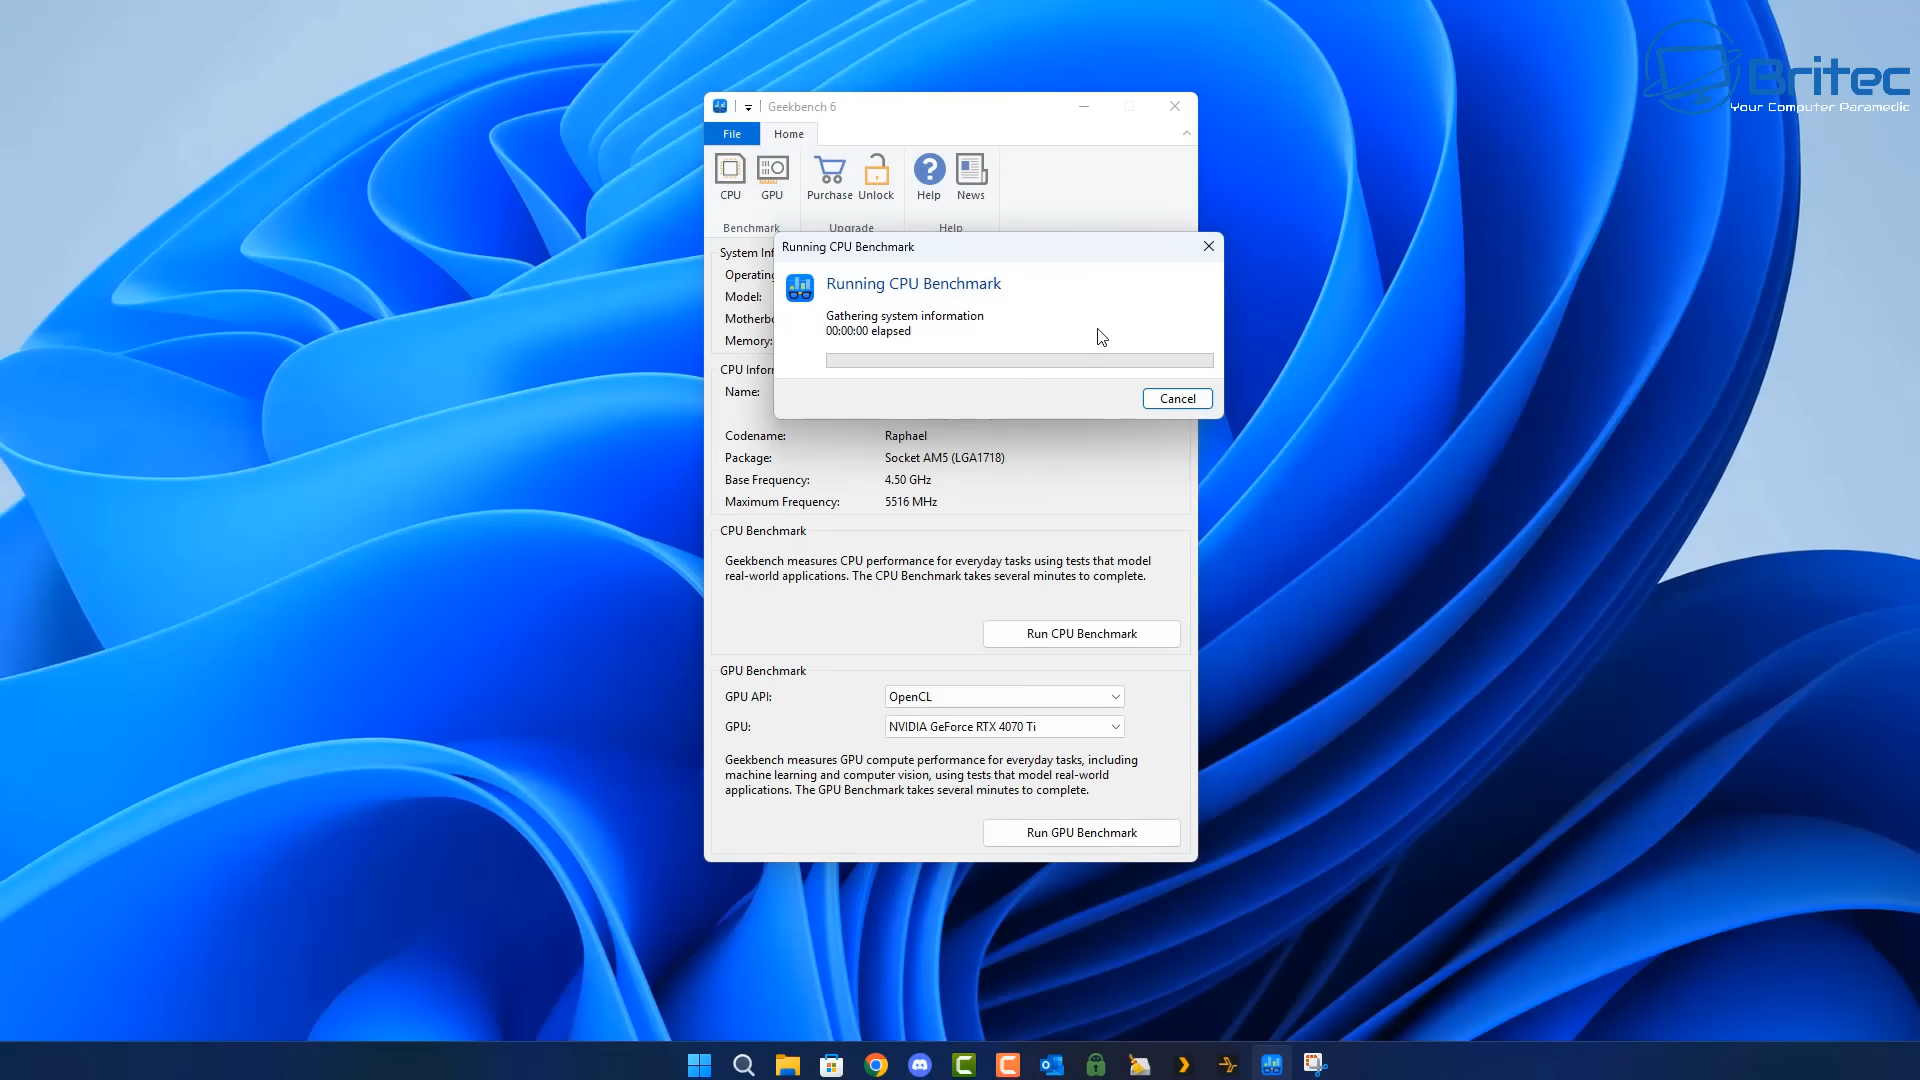 Britec
Your Computer Paramedic
Geekbench 6
File
Home
CPU
GPU
Purchase
Unlock
Help
News
Benchmark
Upgrade
Help
Running CPU Benchmark
Running CPU Benchmark
Gathering system information
00:00:00 elapsed
Cancel
System Inf
Operating
Model:
Motherbo
Memory:
CPU Inforn
Name:
Codename: Raphael
Package: Socket AM5 (LGA1718)
Base Frequency: 4.50 GHz
Maximum Frequency: 5516 MHz
CPU Benchmark
Geekbench measures CPU performance for everyday tasks using tests that model
real-world applications. The CPU Benchmark takes several minutes to complete.
Run CPU Benchmark
GPU Benchmark
GPU API: OpenCL
GPU: NVIDIA GeForce RTX 4070 Ti
Geekbench measures GPU compute performance for everyday tasks, including
machine learning and computer vision, using tests that model real-world
applications. The GPU Benchmark takes several minutes to complete.
Run GPU Benchmark